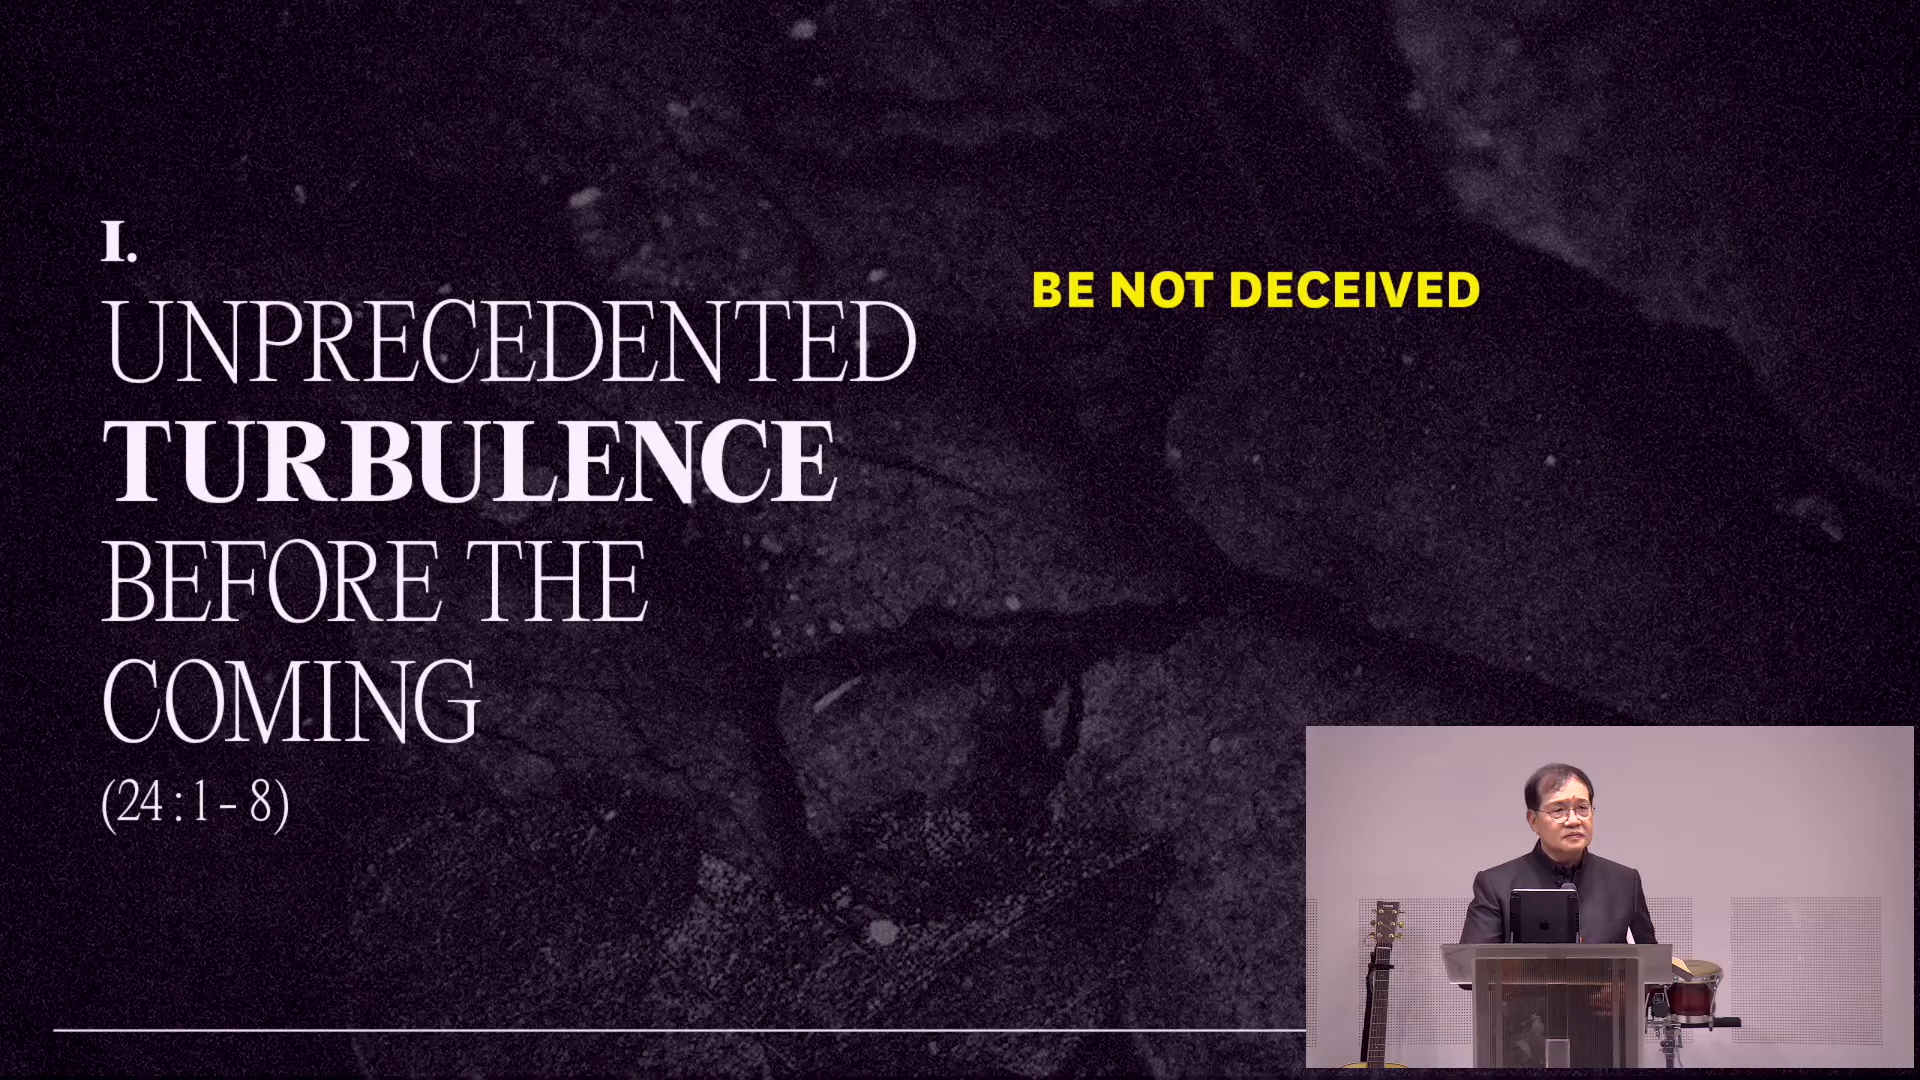 I.
UNPRECEDENTED
TURBULENCE
BEFORE THE
COMING
(24:1-8)
BE NOT DECEIVED